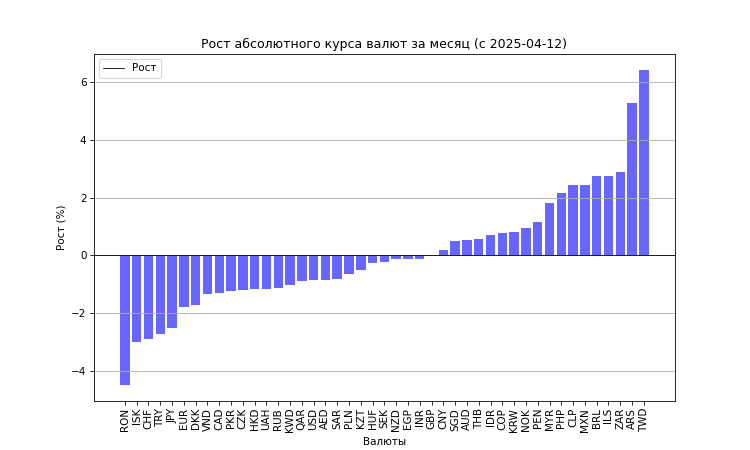 Рост абсолютного курса валют за месяц (с 2025-04-12)
Рост
Рост (%)
6
4
2
0
−2
−4
RON ISK CHF TRY JPY EUR DKK VND CAD PKR CZK HKD UAH RUB KWD QAR USD AED SAR PLN KZT HUF SEK NZD EGP INR GBP CNY SGD AUD THB IDR COP KRW NOK PEN MYR PHP CLP MXN BRL ILS ZAR ARS TWD
Валюты